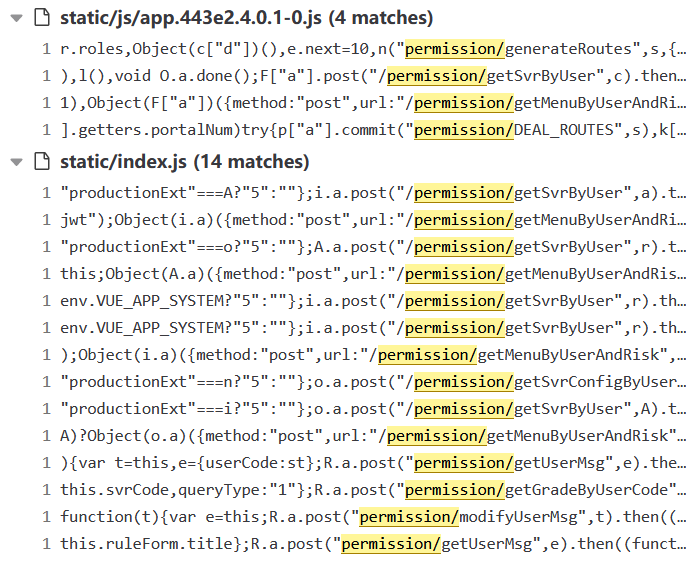 static/js/app.443e2.4.0.1-0.js (4 matches)
1 r.roles,Object(c["d"])(),e.next=10,n("permission/generateRoutes",s,{…
1 ),l(),void O.a.done();F["a"].post("/permission/getSvrByUser",c).then…
1 1),Object(F["a"])({method:"post",url:"/permission/getMenuByUserAndRi…
1 ].getters.portalNum)try{p["a"].commit("permission/DEAL_ROUTES",s),k[…
static/index.js (14 matches)
1 "productionExt"===A?"5":""};i.a.post("/permission/getSvrByUser",a).t…
1 jwt");Object(i.a)({method:"post",url:"/permission/getMenuByUserAndRi…
1 "productionExt"===o?"5":""};A.a.post("/permission/getSvrByUser",r).t…
1 this;Object(A.a)({method:"post",url:"/permission/getMenuByUserAndRis…
1 env.VUE_APP_SYSTEM?"5":""};i.a.post("/permission/getSvrByUser",r).th…
1 env.VUE_APP_SYSTEM?"5":""};i.a.post("/permission/getSvrByUser",r).th…
1 );Object(i.a)({method:"post",url:"/permission/getMenuByUserAndRisk",…
1 "productionExt"===n?"5":""};o.a.post("/permission/getSvrConfigByUser…
1 "productionExt"===i?"5":""};o.a.post("/permission/getSvrByUser",A).t…
1 A)?Object(o.a)({method:"post",url:"/permission/getMenuByUserAndRisk"…
1 ){var t=this,e={userCode:st};R.a.post("permission/getUserMsg",e).the…
1 this.svrCode,queryType:"1"};R.a.post("permission/getGradeByUserCode"…
1 function(t){var e=this;R.a.post("permission/modifyUserMsg",t).then((…
1 this.ruleForm.title};R.a.post("permission/getUserMsg",e).then((funct…